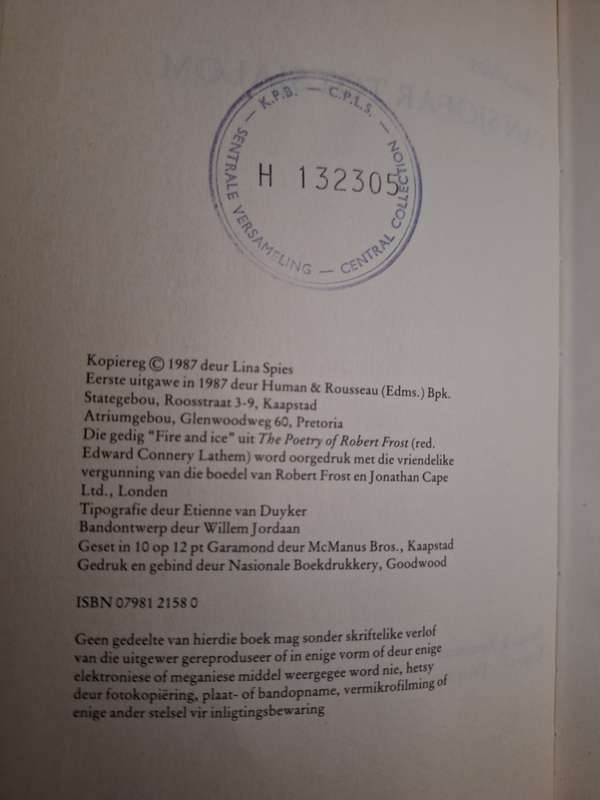 K.P.B. — C.P.L.S. —
SENTRALE VERSAMELING — CENTRAL COLLECTION
H 132305
Kopiereg © 1987 deur Lina Spies
Eerste uitgawe in 1987 deur Human & Rousseau (Edms.) Bpk.
Stategebou, Roosstraat 3-9, Kaapstad
Atriumgebou, Glenwoodweg 60, Pretoria
Die gedig "Fire and ice" uit The Poetry of Robert Frost (red.
Edward Connery Lathem) word oorgedruk met die vriendelike
vergunning van die boedel van Robert Frost en Jonathan Cape
Ltd., Londen
Tipografie deur Etienne van Duyker
Bandontwerp deur Willem Jordaan
Geset in 10 op 12 pt Garamond deur McManus Bros., Kaapstad
Gedruk en gebind deur Nasionale Boekdrukkery, Goodwood
ISBN 07981 2158 0
Geen gedeelte van hierdie boek mag sonder skriftelike verlof
van die uitgewer gereproduseer of in enige vorm of deur enige
elektroniese of meganiese middel weergegee word nie, hetsy
deur fotokopiëring, plaat- of bandopname, vermikrofilming of
enige ander stelsel vir inligtingsbewaring